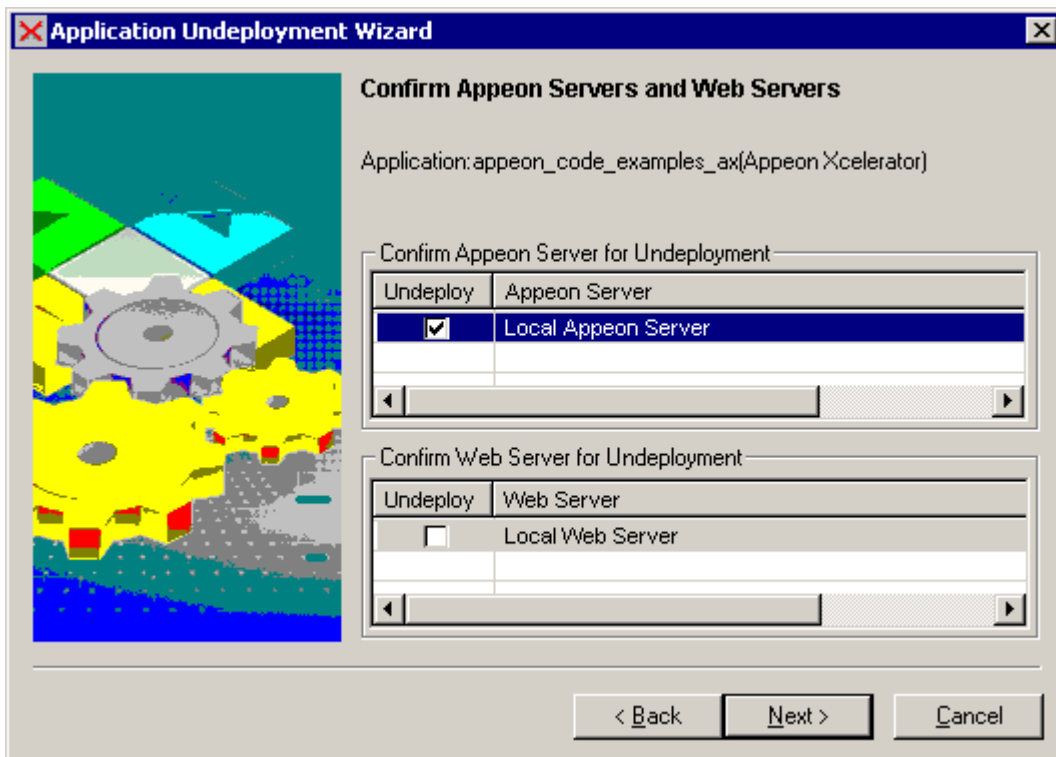 Application Undeployment Wizard
Confirm Appeon Servers and Web Servers
Application:appeon_code_examples_ax(Appeon Xcelerator)
Confirm Appeon Server for Undeployment
Undeploy Appeon Server
Local Appeon Server
Confirm Web Server for Undeployment
Undeploy Web Server
Local Web Server
< Back Next > Cancel